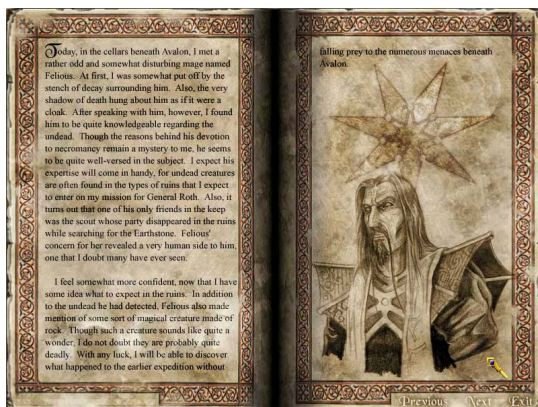 Today, in the cellars beneath Avalon, I met a
rather odd and somewhat disturbing mage named
Felious. At first, I was somewhat put off by the
stench of decay surrounding him. Also, the very
shadow of death hung about him as if it were a
cloak. After speaking with him, however, I found
him to be quite knowledgeable regarding the
undead. Though the reasons behind his devotion
to necromancy remain a mystery to me, he seems
to be quite well-versed in the subject. I expect his
expertise will come in handy, for undead creatures
are often found in the types of ruins that I expect
to enter on my mission for General Roth. Also, it
turns out that one of his only friends in the keep
was the scout whose party disappeared in the ruins
while searching for the Earthstone. Felious'
concern for her revealed a very human side to him,
one that I doubt many have ever seen.
I feel somewhat more confident, now that I have
some idea what to expect in the ruins. In addition
to the undead he had detected, Felious also made
mention of some sort of magical creature made of
rock. Though such a creature sounds like quite a
wonder, I do not doubt they are probably quite
deadly. With any luck, I will be able to discover
what happened to the earlier expedition without
falling prey to the numerous menaces beneath
Avalon.
Previous Next Exit